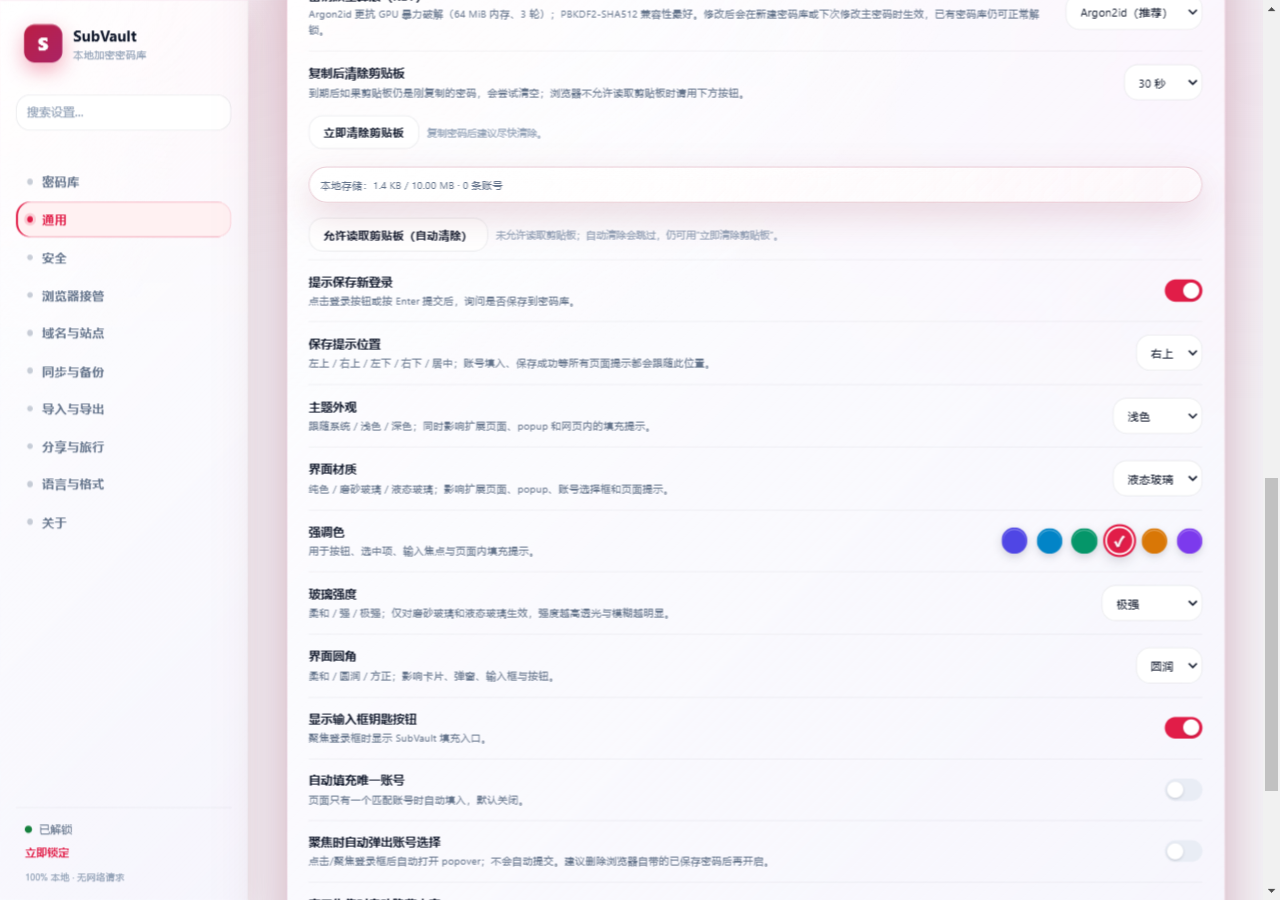 S
SubVault
本地加密密码库
搜索设置...
密码库
通用
安全
浏览器接管
域名与站点
同步与备份
导入与导出
分享与旅行
语言与格式
关于
已解锁
立即锁定
100% 本地 · 无网络请求
Argon2id 更抗 GPU 暴力破解（64 MiB 内存、3 轮）；PBKDF2-SHA512 兼容性最好。修改后会在新建密码库或下次修改主密码时生效，已有密码库仍可正常解
锁。
Argon2id（推荐）
复制后清除剪贴板
到期后如果剪贴板仍是刚复制的密码，会尝试清空；浏览器不允许读取剪贴板时请用下方按钮。
30 秒
立即清除剪贴板
复制密码后建议尽快清除。
本地存储：1.4 KB / 10.00 MB · 0 条账号
允许读取剪贴板（自动清除）
未允许读取剪贴板；自动清除会跳过，仍可用"立即清除剪贴板"。
提示保存新登录
点击登录按钮或按 Enter 提交后，询问是否保存到密码库。
保存提示位置
左上 / 右上 / 左下 / 右下 / 居中；账号填入、保存成功等所有页面提示都会跟随此位置。
右上
主题外观
跟随系统 / 浅色 / 深色；同时影响扩展页面、popup 和网页内的填充提示。
浅色
界面材质
纯色 / 磨砂玻璃 / 液态玻璃；影响扩展页面、popup、账号选择框和页面提示。
液态玻璃
强调色
用于按钮、选中项、输入焦点与页面内填充提示。
玻璃强度
柔和 / 强 / 极强；仅对磨砂玻璃和液态玻璃生效，强度越高透光与模糊越明显。
极强
界面圆角
柔和 / 圆润 / 方正；影响卡片、弹窗、输入框与按钮。
圆润
显示输入框钥匙按钮
聚焦登录框时显示 SubVault 填充入口。
自动填充唯一账号
页面只有一个匹配账号时自动填入，默认关闭。
聚焦时自动弹出账号选择
点击/聚焦登录框后自动打开 popover；不会自动提交。建议删除浏览器自带的已保存密码后再开启。